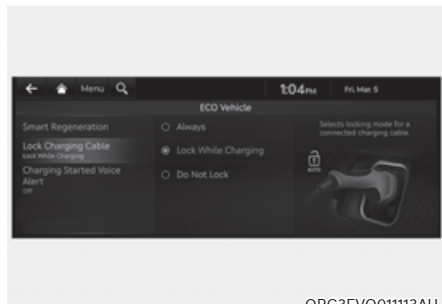 Menu
1:04PM
Fri, Mar. 5
ECO Vehicle
Smart Regeneration
Lock Charging Cable
Lock While Charging
Charging Started Voice
Alert
Off
Always
Lock While Charging
Do Not Lock
Selects locking mode for a
connected charging cable.
AUTO